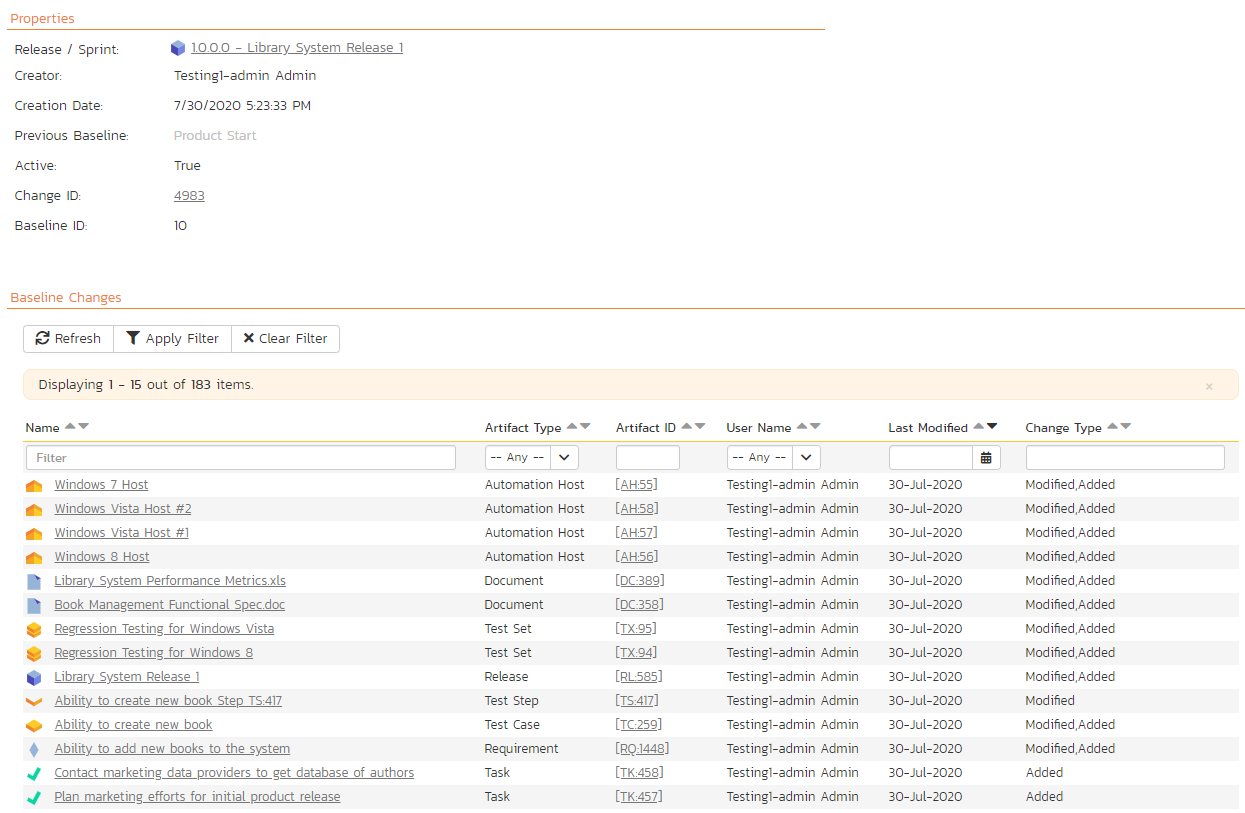 Properties
Release / Sprint: 1.0.0.0 - Library System Release 1
Creator: Testing1-admin Admin
Creation Date: 7/30/2020 5:23:33 PM
Previous Baseline: Product Start
Active: True
Change ID: 4983
Baseline ID: 10
Baseline Changes
Refresh Apply Filter Clear Filter
Displaying 1 - 15 out of 183 items. ×
Name Artifact Type Artifact ID User Name Last Modified Change Type
Filter -- Any -- -- Any --
Windows 7 Host Automation Host [AH:55] Testing1-admin Admin 30-Jul-2020 Modified,Added
Windows Vista Host #2 Automation Host [AH:58] Testing1-admin Admin 30-Jul-2020 Modified,Added
Windows Vista Host #1 Automation Host [AH:57] Testing1-admin Admin 30-Jul-2020 Modified,Added
Windows 8 Host Automation Host [AH:56] Testing1-admin Admin 30-Jul-2020 Modified,Added
Library System Performance Metrics.xls Document [DC:389] Testing1-admin Admin 30-Jul-2020 Modified,Added
Book Management Functional Spec.doc Document [DC:358] Testing1-admin Admin 30-Jul-2020 Modified,Added
Regression Testing for Windows Vista Test Set [TX:95] Testing1-admin Admin 30-Jul-2020 Modified,Added
Regression Testing for Windows 8 Test Set [TX:94] Testing1-admin Admin 30-Jul-2020 Modified,Added
Library System Release 1 Release [RL:585] Testing1-admin Admin 30-Jul-2020 Modified,Added
Ability to create new book Step TS:417 Test Step [TS:417] Testing1-admin Admin 30-Jul-2020 Modified
Ability to create new book Test Case [TC:259] Testing1-admin Admin 30-Jul-2020 Modified,Added
Ability to add new books to the system Requirement [RQ:1448] Testing1-admin Admin 30-Jul-2020 Modified,Added
Contact marketing data providers to get database of authors Task [TK:458] Testing1-admin Admin 30-Jul-2020 Added
Plan marketing efforts for initial product release Task [TK:457] Testing1-admin Admin 30-Jul-2020 Added